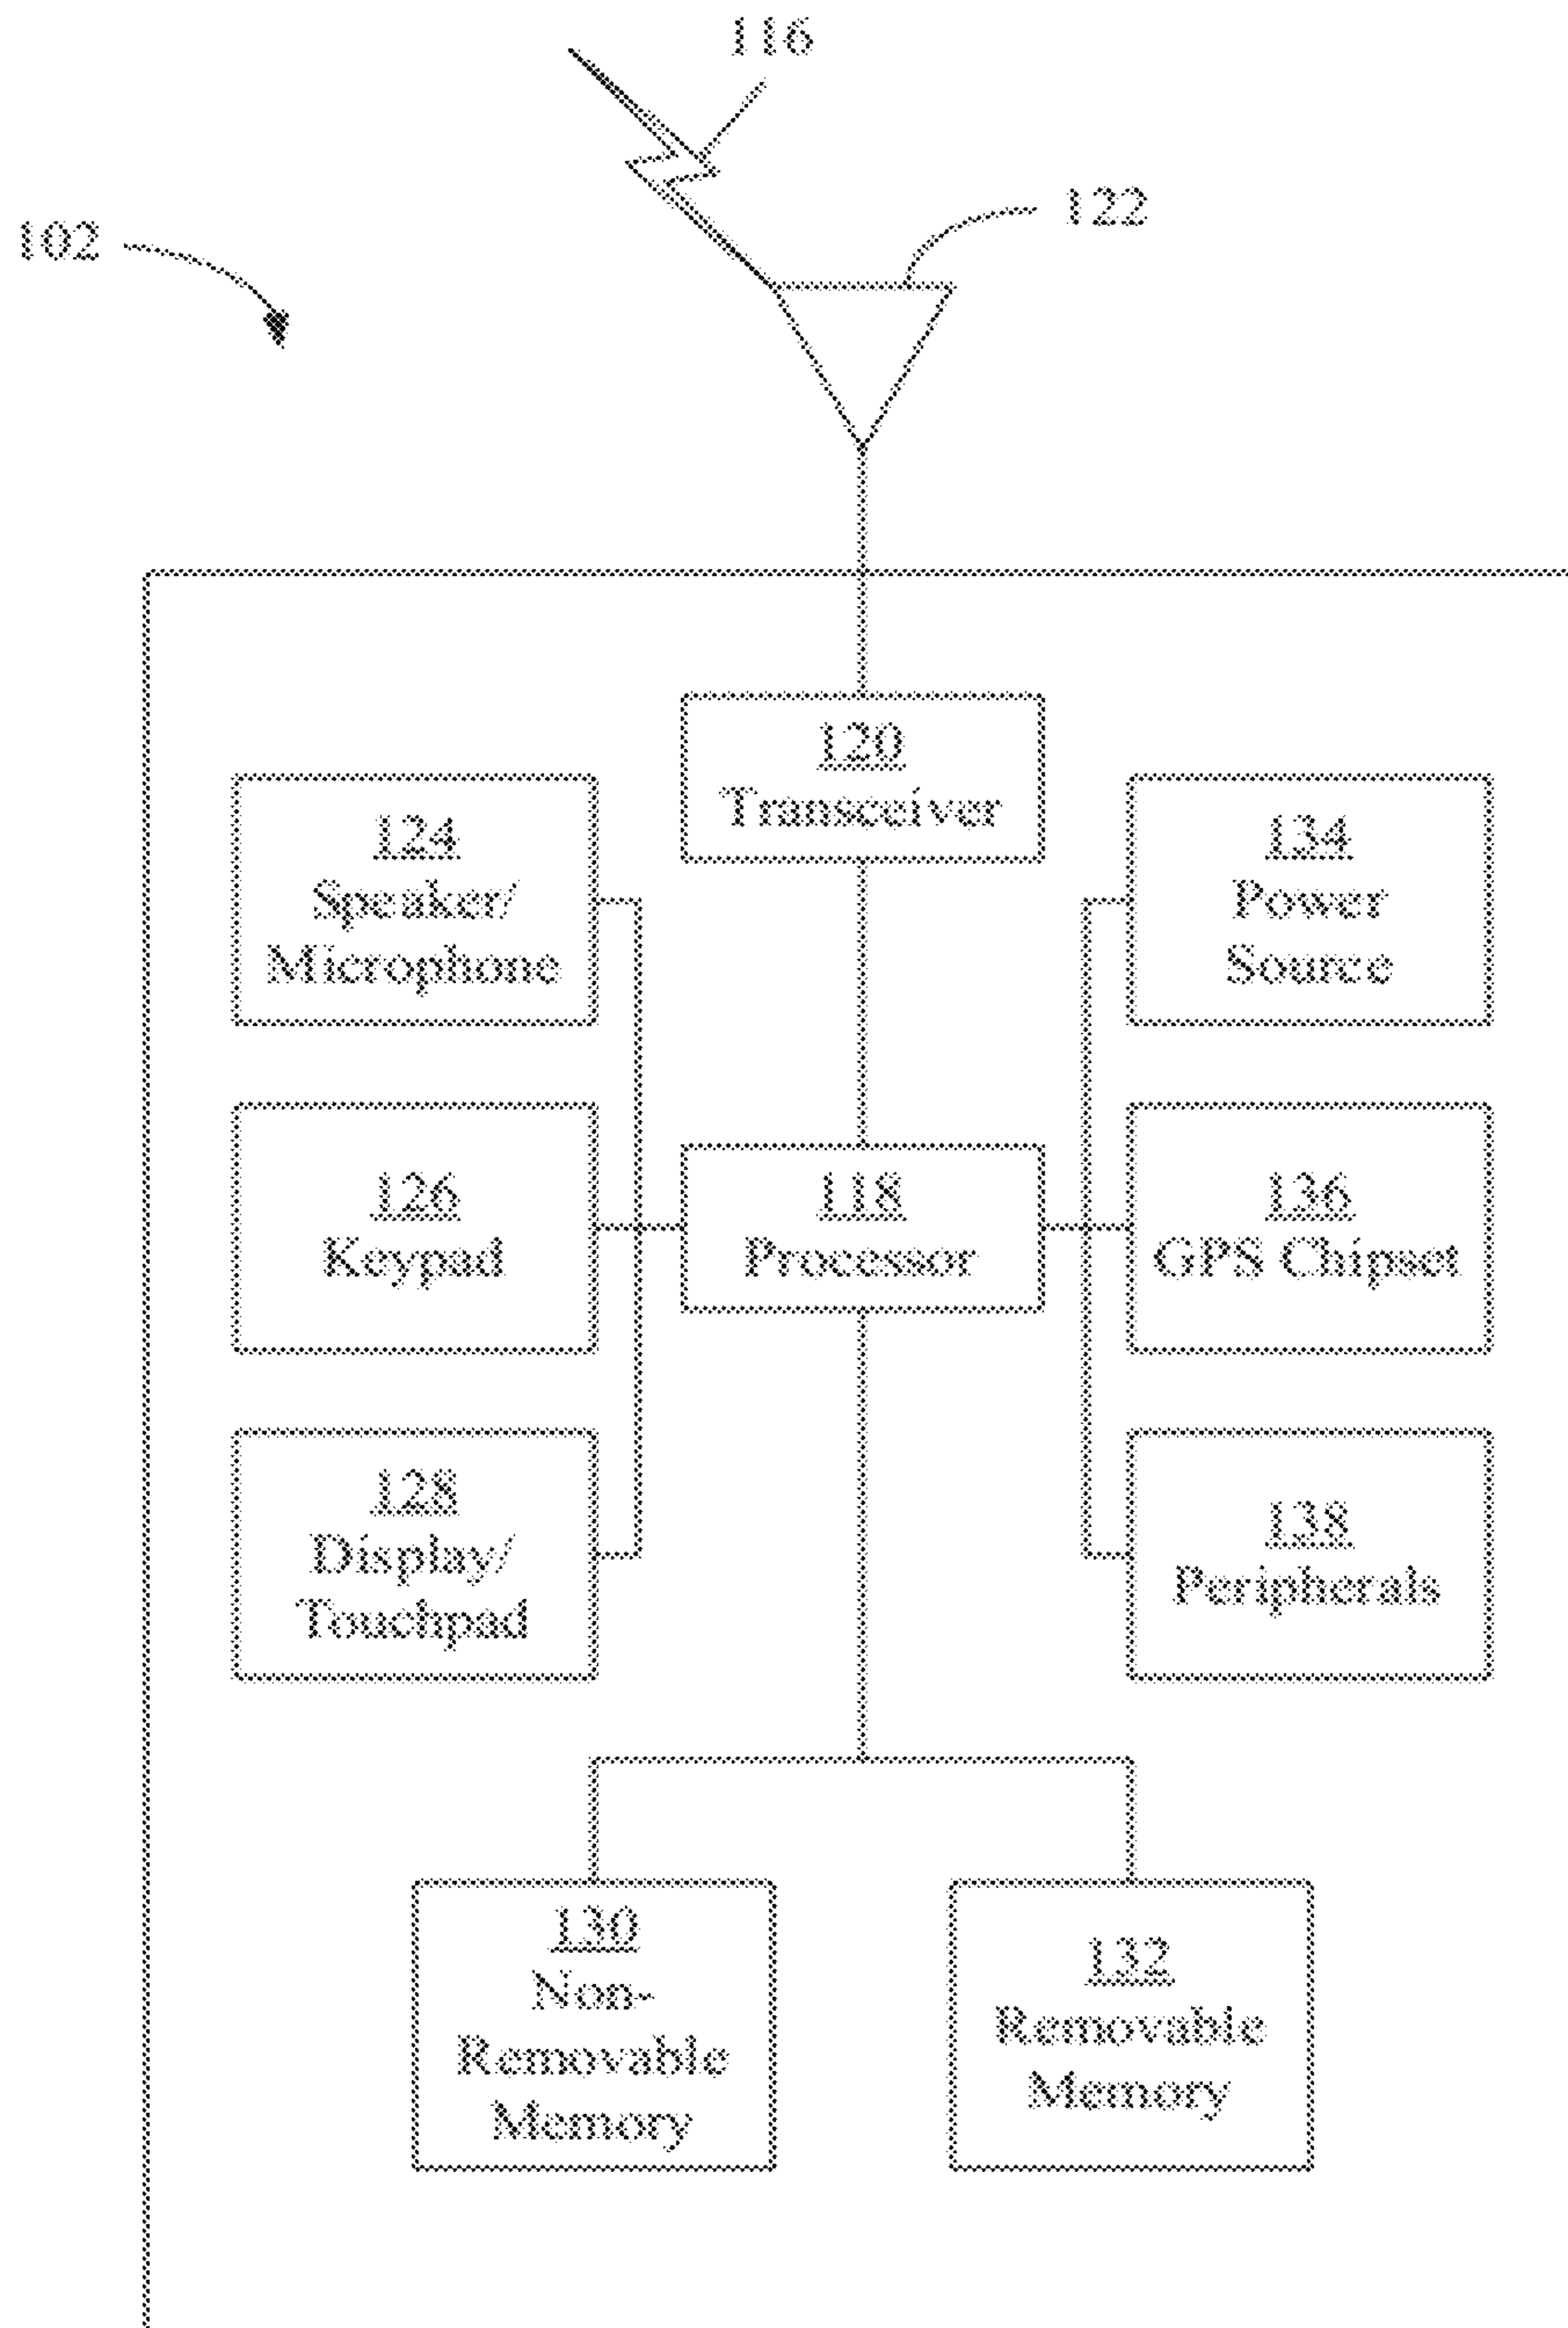 116
122
102
120
Transceiver
124
Speaker/
Microphone
134
Power
Source
126
Keypad
118
Processor
136
GPS Chipset
128
Display/
Touchpad
138
Peripherals
130
Non-
Removable
Memory
132
Removable
Memory